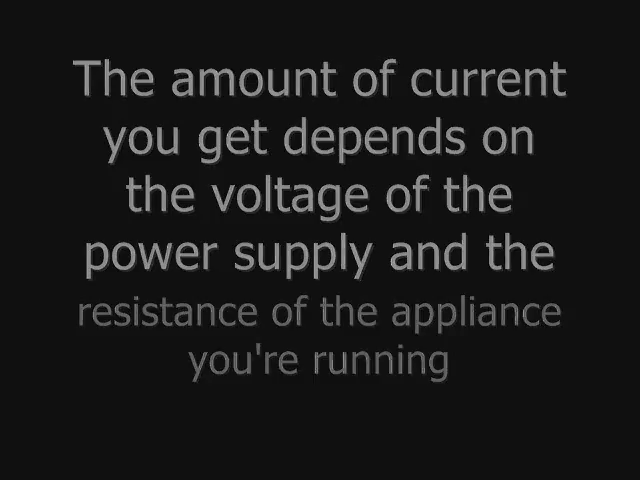 The amount of current
you get depends on
the voltage of the
power supply and the
resistance of the appliance
you're running